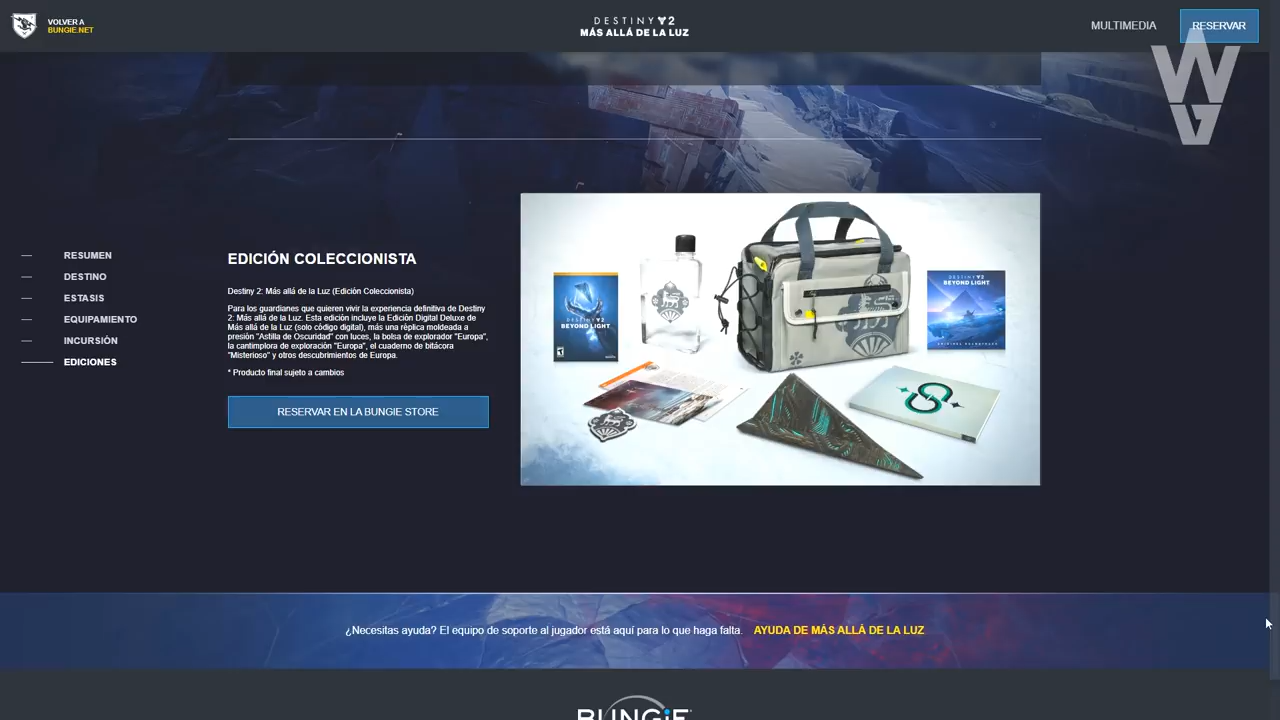 VOLVER A
BUNGIE.NET
DESTINY 2
MÁS ALLÁ DE LA LUZ
MULTIMEDIA
RESERVAR
RESUMEN
DESTINO
ESTASIS
EQUIPAMIENTO
INCURSIÓN
EDICIONES
EDICIÓN COLECCIONISTA
Destiny 2: Más allá de la Luz (Edición Coleccionista)
Para los guardianes que quieren vivir la experiencia definitiva de Destiny
2: Más allá de la Luz. Esta edición incluye la Edición Digital Deluxe de
Más allá de la Luz (solo código digital), más una réplica moldeada a
presión "Astilla de Oscuridad" con luces, la bolsa de explorador "Europa",
la cantimplora de exploración "Europa", el cuaderno de bitácora
"Misterioso" y otros descubrimientos de Europa.
* Producto final sujeto a cambios
RESERVAR EN LA BUNGIE STORE
DESTINY 2
BEYOND LIGHT
DESTINY 2
BEYOND LIGHT
ORIGINAL SOUNDTRACK
¿Necesitas ayuda? El equipo de soporte al jugador está aquí para lo que haga falta. AYUDA DE MÁS ALLÁ DE LA LUZ
BUNGiE